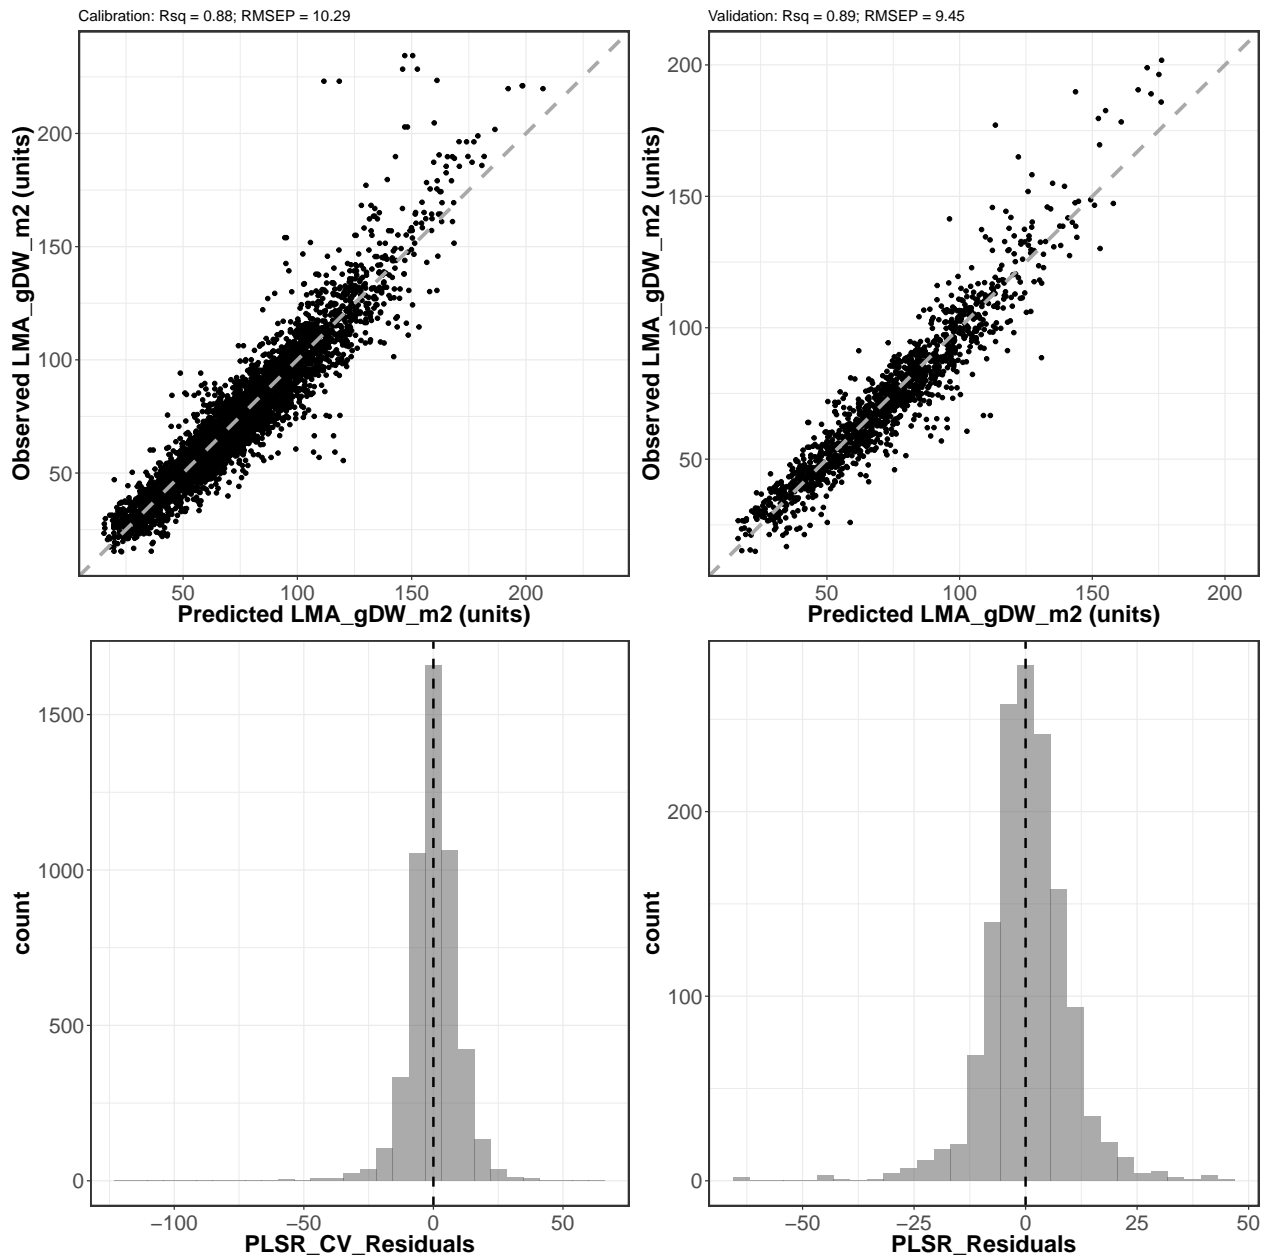 Calibration: Rsq = 0.88; RMSEP = 10.29
Observed LMA_gDW_m2 (units)
200
150
100
50
50 100 150 200
Predicted LMA_gDW_m2 (units)
Validation: Rsq = 0.89; RMSEP = 9.45
Observed LMA_gDW_m2 (units)
200
150
100
50
50 100 150 200
Predicted LMA_gDW_m2 (units)
count
1500
1000
500
0
−100 −50 0 50
PLSR_CV_Residuals
count
200
100
0
−50 −25 0 25 50
PLSR_Residuals